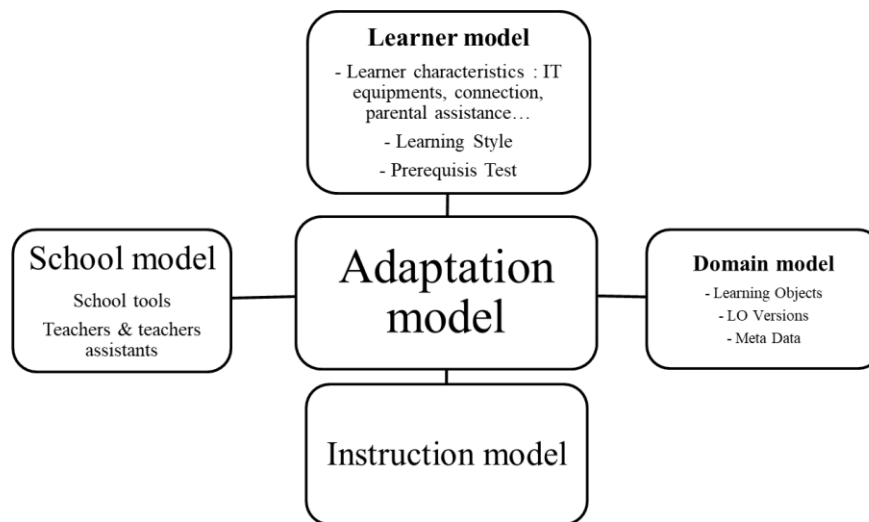 Learner model
- Learner characteristics : IT
equipments, connection,
parental assistance…
- Learning Style
- Prerequisis Test
School model
School tools
Teachers & teachers
assistants
Adaptation
model
Domain model
- Learning Objects
- LO Versions
- Meta Data
Instruction model